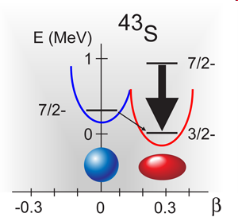 43S
E (MeV)
1
7/2-
7/2-
0
3/2-
-0.3 0 0.3 β